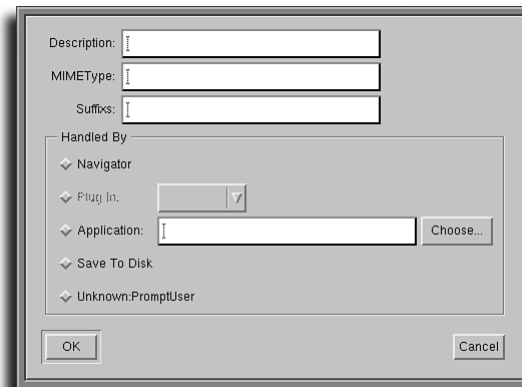 Description:
MIMEType:
Suffixs:
Handled By
Navigator
Plug In:
Application:
Choose...
Save To Disk
Unknown:PromptUser
OK
Cancel